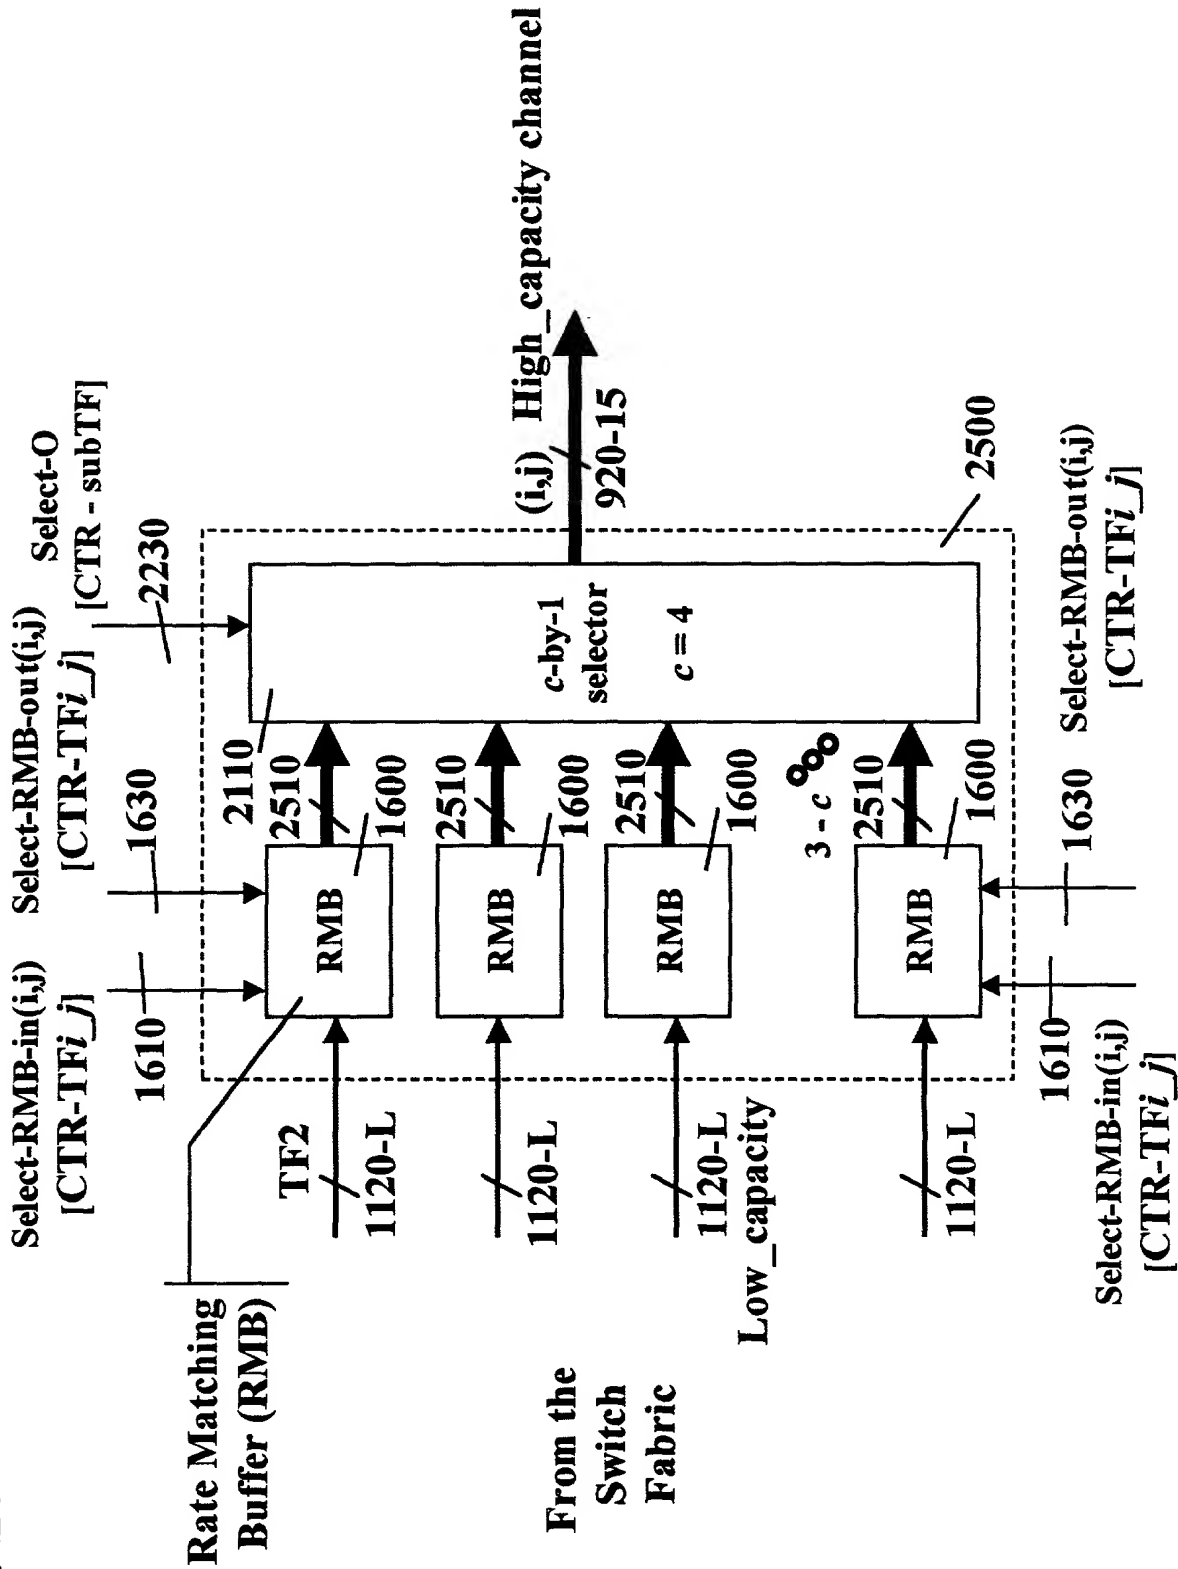 Select-O
[CTR - subTF]
2230
Select-RMB-out(i,j)
[CTR-TFi_j]
1630
Select-RMB-in(i,j)
[CTR-TFi_j]
1610
2110
Rate Matching
Buffer (RMB)
TF2
1120-L
RMB
2510
1600
1120-L
RMB
2510
1600
1120-L
Low_capacity
RMB
2510
1600
3 - c
1120-L
RMB
2510
1600
From the
Switch
Fabric
c-by-1
selector
c = 4
(i,j) High_capacity channel
920-15
2500
1610
Select-RMB-in(i,j)
[CTR-TFi_j]
1630
Select-RMB-out(i,j)
[CTR-TFi_j]